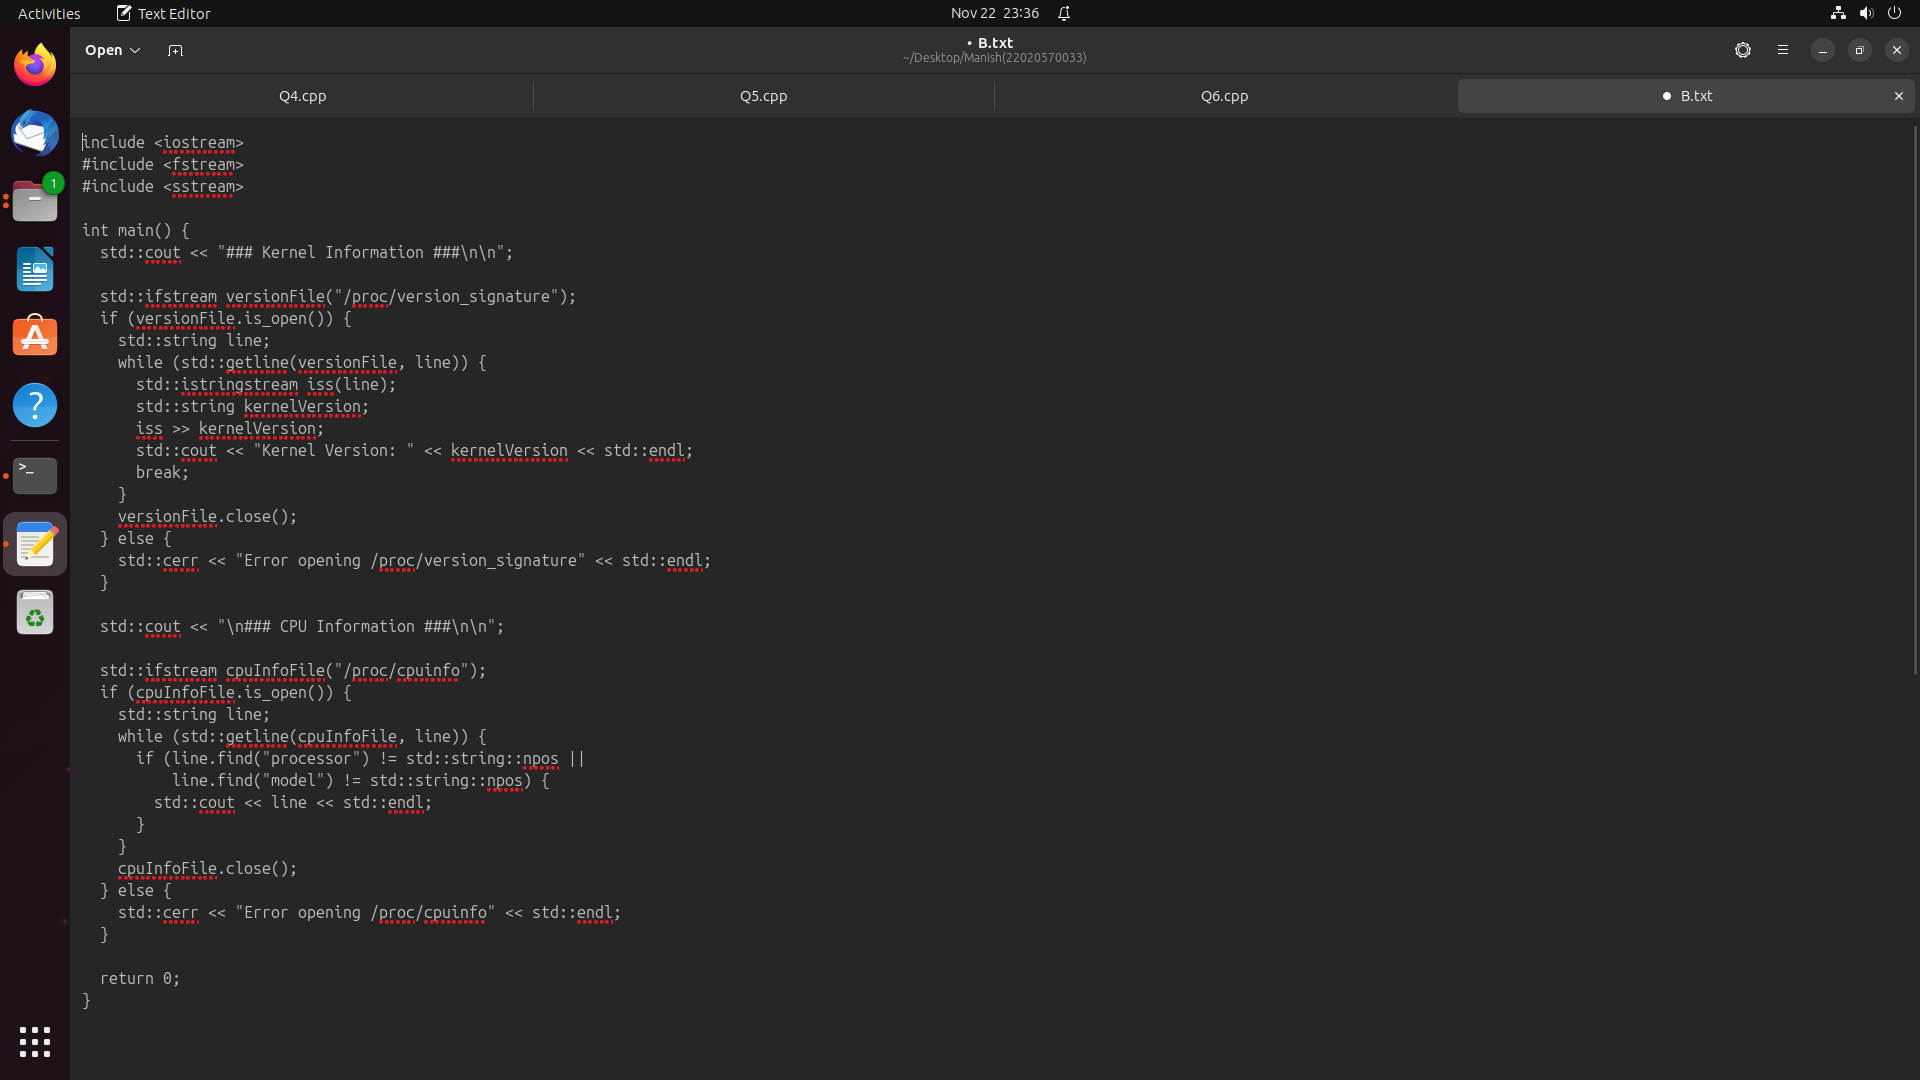 Activities
Text Editor
Nov 22 23:36
Open
• B.txt
~/Desktop/Manish(22020570033)
Q4.cpp
Q5.cpp
Q6.cpp
● B.txt
1
include <iostream>
#include <fstream>
#include <sstream>

int main() {
  std::cout << "### Kernel Information ###\n\n";

  std::ifstream versionFile("/proc/version_signature");
  if (versionFile.is_open()) {
    std::string line;
    while (std::getline(versionFile, line)) {
      std::istringstream iss(line);
      std::string kernelVersion;
      iss >> kernelVersion;
      std::cout << "Kernel Version: " << kernelVersion << std::endl;
      break;
    }
    versionFile.close();
  } else {
    std::cerr << "Error opening /proc/version_signature" << std::endl;
  }

  std::cout << "\n### CPU Information ###\n\n";

  std::ifstream cpuInfoFile("/proc/cpuinfo");
  if (cpuInfoFile.is_open()) {
    std::string line;
    while (std::getline(cpuInfoFile, line)) {
      if (line.find("processor") != std::string::npos ||
          line.find("model") != std::string::npos) {
        std::cout << line << std::endl;
      }
    }
    cpuInfoFile.close();
  } else {
    std::cerr << "Error opening /proc/cpuinfo" << std::endl;
  }

  return 0;
}